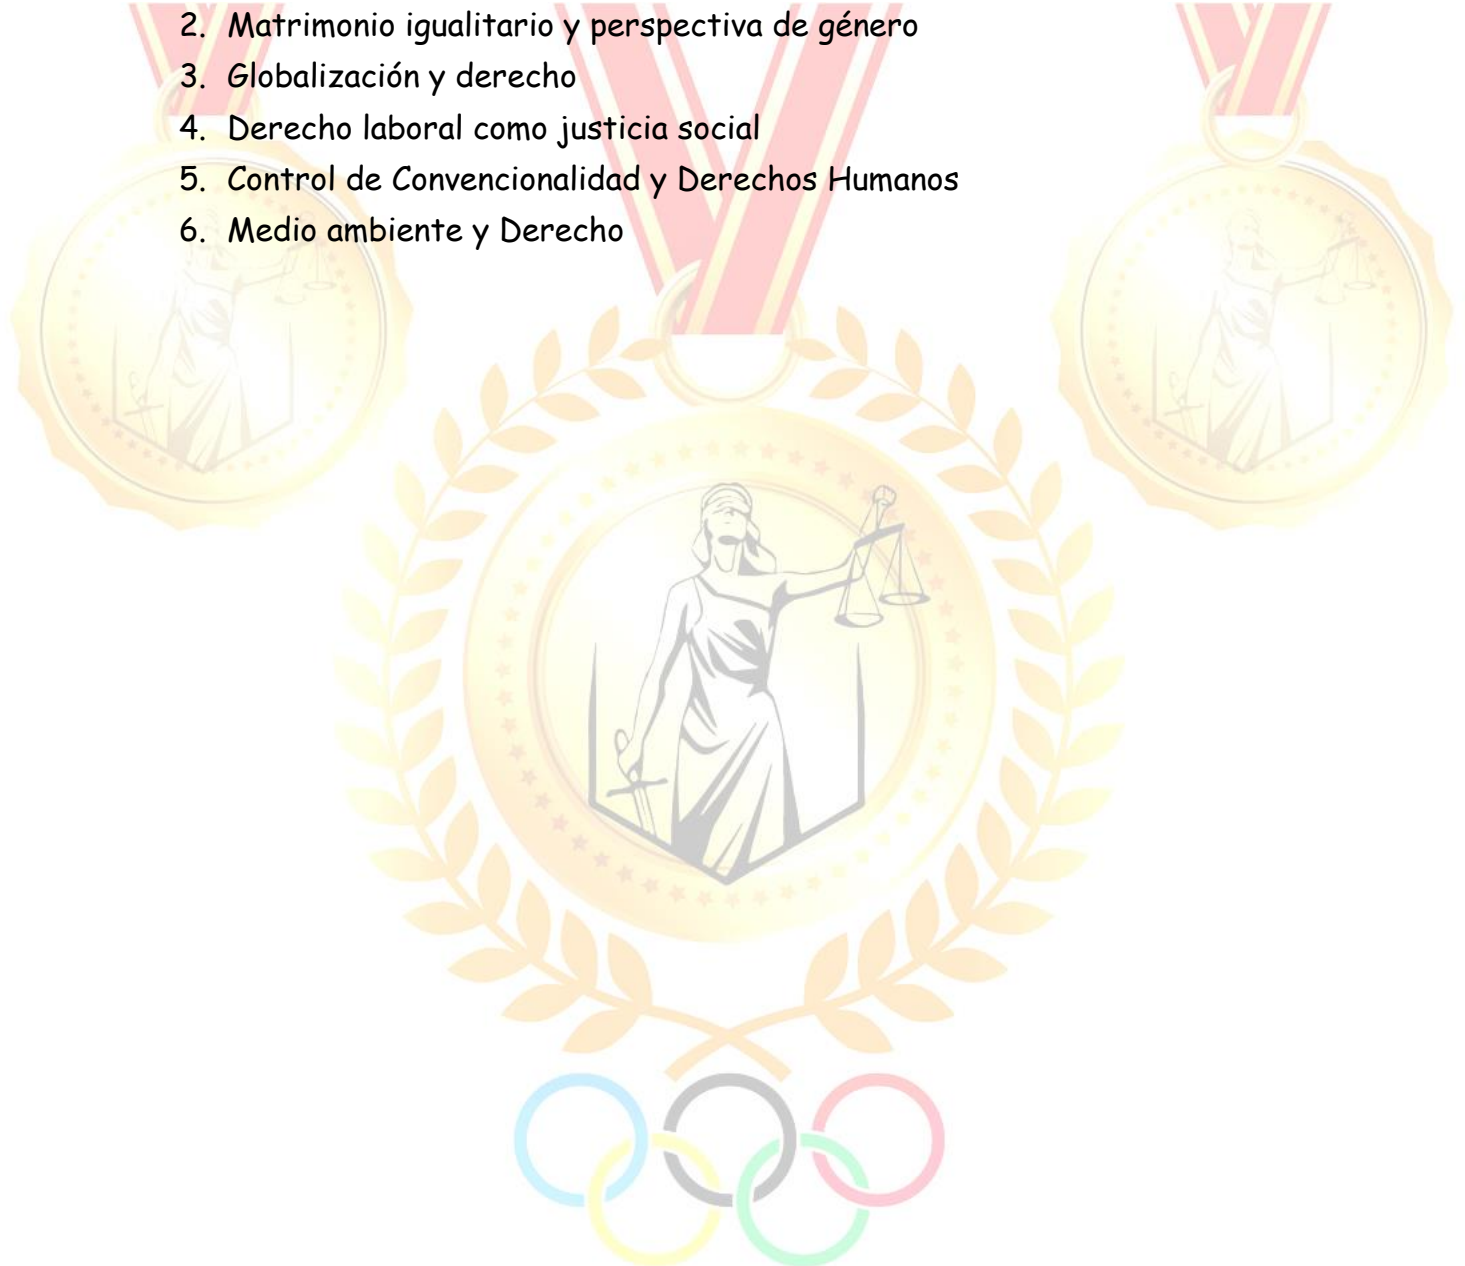 2. Matrimonio igualitario y perspectiva de género
3. Globalización y derecho
4. Derecho laboral como justicia social
5. Control de Convencionalidad y Derechos Humanos
6. Medio ambiente y Derecho